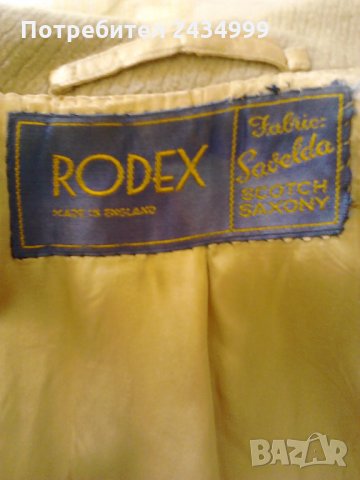 Потребител 2434999
RODEX
MADE IN ENGLAND
Fabric:
Savelda
SCOTCH
SAXONY
BAZAR